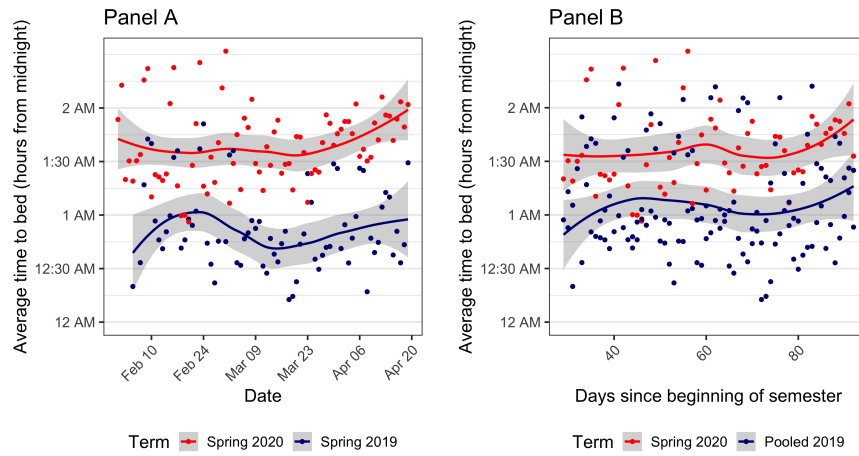 Panel A
Average time to bed (hours from midnight)
2 AM
1:30 AM
1 AM
12:30 AM
12 AM
Feb 10
Feb 24
Mar 09
Mar 23
Apr 06
Apr 20
Date
Term Spring 2020 Spring 2019
Panel B
Average time to bed (hours from midnight)
2 AM
1:30 AM
1 AM
12:30 AM
12 AM
40 60 80
Days since beginning of semester
Term Spring 2020 Pooled 2019